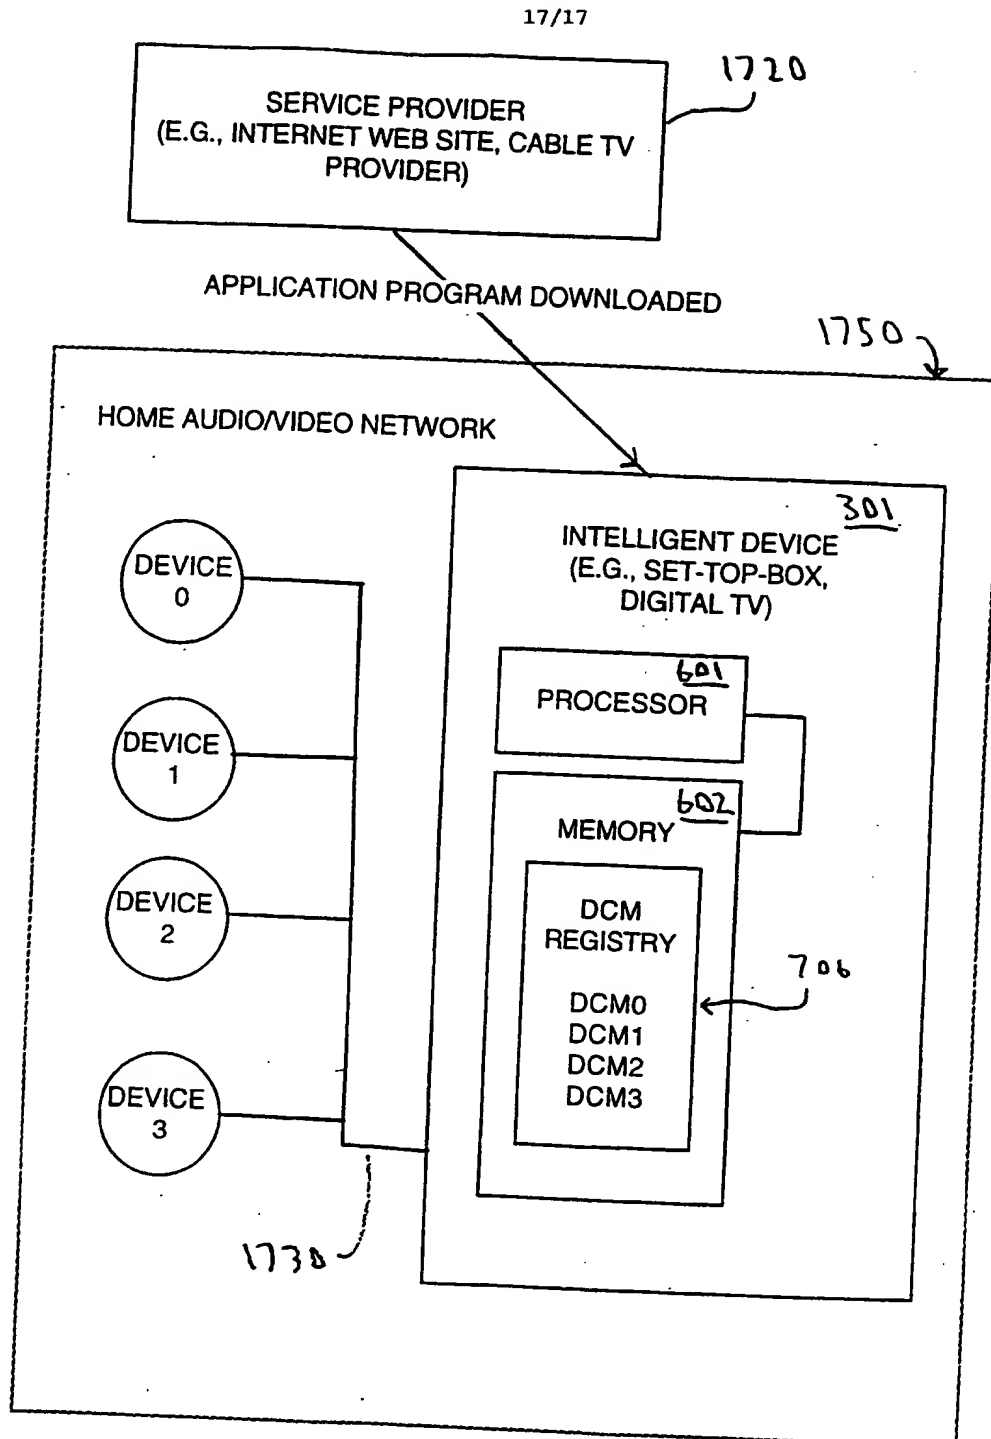 17/17
1720
SERVICE PROVIDER
(E.G., INTERNET WEB SITE, CABLE TV
PROVIDER)
APPLICATION PROGRAM DOWNLOADED
1750
HOME AUDIO/VIDEO NETWORK
301
INTELLIGENT DEVICE
(E.G., SET-TOP-BOX,
DIGITAL TV)
DEVICE
0
601
PROCESSOR
DEVICE
1
602
MEMORY
DEVICE
2
DCM
REGISTRY
706
DCM0
DCM1
DCM2
DCM3
DEVICE
3
1730